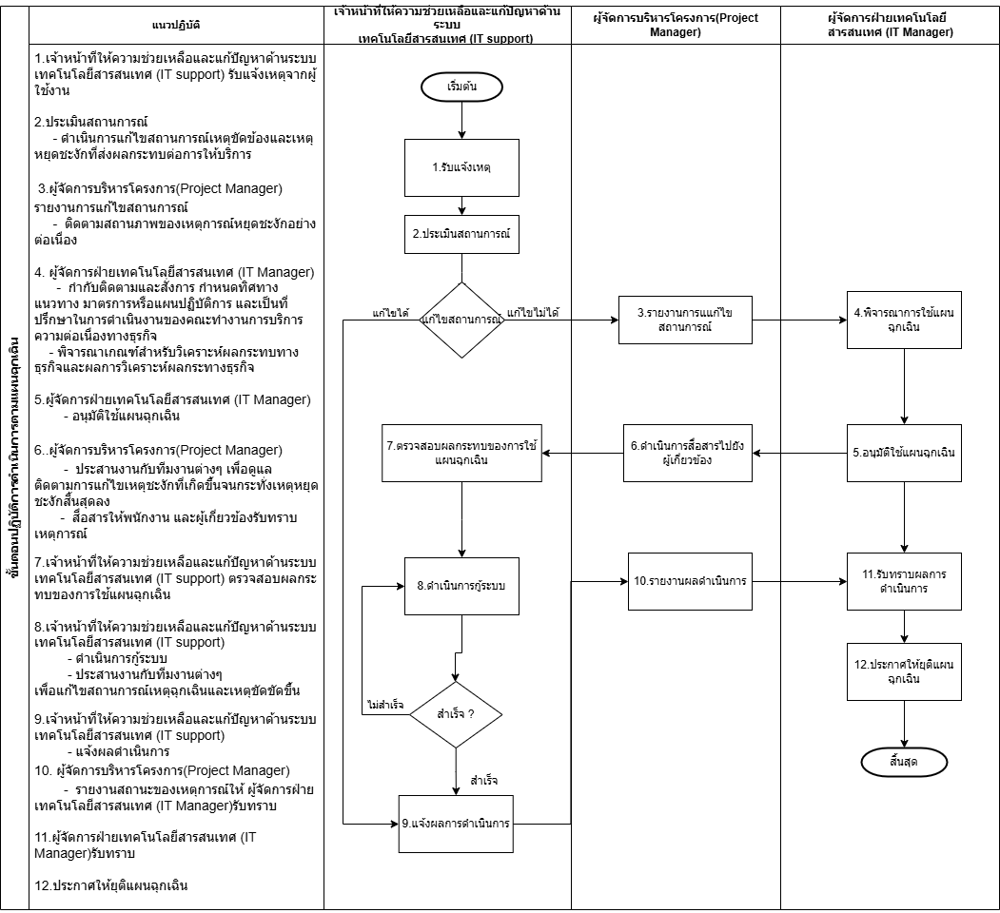 ขั้นตอนปฏิบัติการดำเนินการตามแผนฉุกเฉิน
แนวปฏิบัติ
เจ้าหน้าที่ให้ความช่วยเหลือและแก้ปัญหาด้าน
ระบบ
เทคโนโลยีสารสนเทศ (IT support)
ผู้จัดการบริหารโครงการ(Project
Manager)
ผู้จัดการฝ่ายเทคโนโลยี
สารสนเทศ (IT Manager)
1.เจ้าหน้าที่ให้ความช่วยเหลือและแก้ปัญหาด้านระบบ
เทคโนโลยีสารสนเทศ (IT support) รับแจ้งเหตุจากผู้
ใช้งาน
2.ประเมินสถานการณ์
- ดำเนินการแก้ไขสถานการณ์เหตุขัดข้องและเหตุ
หยุดชะงักที่ส่งผลกระทบต่อการให้บริการ
3.ผู้จัดการบริหารโครงการ(Project Manager)
รายงานการแก้ไขสถานการณ์
- ติดตามสถานภาพของเหตุการณ์หยุดชะงักอย่าง
ต่อเนื่อง
4. ผู้จัดการฝ่ายเทคโนโลยีสารสนเทศ (IT Manager)
- กำกับติดตามและสั่งการ กำหนดทิศทาง
แนวทาง มาตรการหรือแผนปฏิบัติการ และเป็นที่
ปรึกษาในการดำเนินงานของคณะทำงานการบริการ
ความต่อเนื่องทางธุรกิจ
- พิจารณาเกณฑ์สำหรับวิเคราะห์ผลกระทบทาง
ธุรกิจและผลการวิเคราะห์ผลกระทางธุรกิจ
5.ผู้จัดการฝ่ายเทคโนโลยีสารสนเทศ (IT Manager)
- อนุมัติใช้แผนฉุกเฉิน
6..ผู้จัดการบริหารโครงการ(Project Manager)
- ประสานงานกับทีมงานต่างๆ เพื่อดูแล
ติดตามการแก้ไขเหตุชะงักที่เกิดขึ้นจนกระทั่งเหตุหยุด
ชะงักสิ้นสุดลง
- สื่อสารให้พนักงาน และผู้เกี่ยวข้องรับทราบ
เหตุการณ์
7.เจ้าหน้าที่ให้ความช่วยเหลือและแก้ปัญหาด้านระบบ
เทคโนโลยีสารสนเทศ (IT support) ตรวจสอบผลกระ
ทบของการใช้แผนฉุกเฉิน
8.เจ้าหน้าที่ให้ความช่วยเหลือและแก้ปัญหาด้านระบบ
เทคโนโลยีสารสนเทศ (IT support)
- ดำเนินการกู้ระบบ
- ประสานงานกับทีมงานต่างๆ
เพื่อแก้ไขสถานการณ์เหตุฉุกเฉินและเหตุขัดขัดขึ้น
9.เจ้าหน้าที่ให้ความช่วยเหลือและแก้ปัญหาด้านระบบ
เทคโนโลยีสารสนเทศ (IT support)
- แจ้งผลดำเนินการ
10. ผู้จัดการบริหารโครงการ(Project Manager)
- รายงานสถานะของเหตุการณ์ให้ ผู้จัดการฝ่าย
เทคโนโลยีสารสนเทศ (IT Manager)รับทราบ
11.ผู้จัดการฝ่ายเทคโนโลยีสารสนเทศ (IT
Manager)รับทราบ
12.ประกาศให้ยุติแผนฉุกเฉิน
เริ่มต้น
1.รับแจ้งเหตุ
2.ประเมินสถานการณ์
แก้ไขได้
แก้ไขสถานการณ์
แก้ไขไม่ได้
3.รายงานการแแก้ไข
สถานการณ์
4.พิจารณาการใช้แผน
ฉุกเฉิน
7.ตรวจสอบผลกระทบของการใช้
แผนฉุกเฉิน
6.ดำเนินการสื่อสารไปยัง
ผู้เกี่ยวข้อง
5.อนุมัติใช้แผนฉุกเฉิน
8.ดำเนินการกู้ระบบ
10.รายงานผลดำเนินการ
11.รับทราบผลการ
ดำเนินการ
12.ประกาศให้ยุติแผน
ฉุกเฉิน
ไม่สำเร็จ
สำเร็จ ?
สิ้นสุด
สำเร็จ
9.แจ้งผลการดำเนินการ